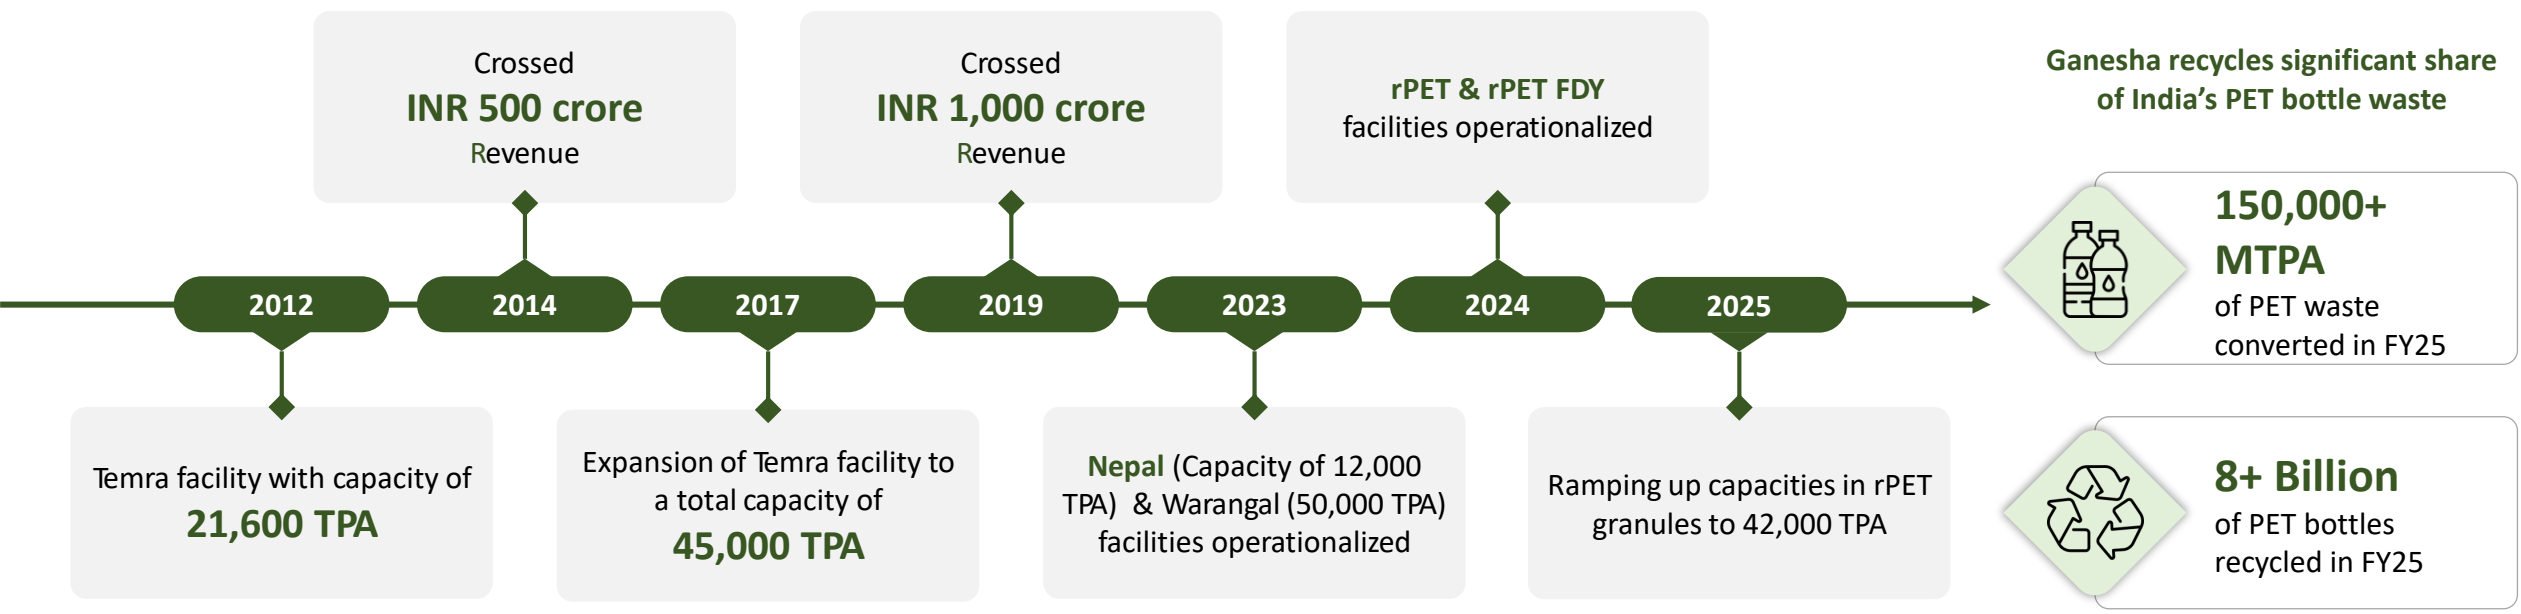 Crossed
INR 500 crore
Revenue
Crossed
INR 1,000 crore
Revenue
rPET & rPET FDY
facilities operationalized
2012
2014
2017
2019
2023
2024
2025
Temra facility with capacity of
21,600 TPA
Expansion of Temra facility to
a total capacity of
45,000 TPA
Nepal (Capacity of 12,000
TPA) & Warangal (50,000 TPA)
facilities operationalized
Ramping up capacities in rPET
granules to 42,000 TPA
Ganesha recycles significant share
of India’s PET bottle waste
150,000+
MTPA
of PET waste
converted in FY25
8+ Billion
of PET bottles
recycled in FY25